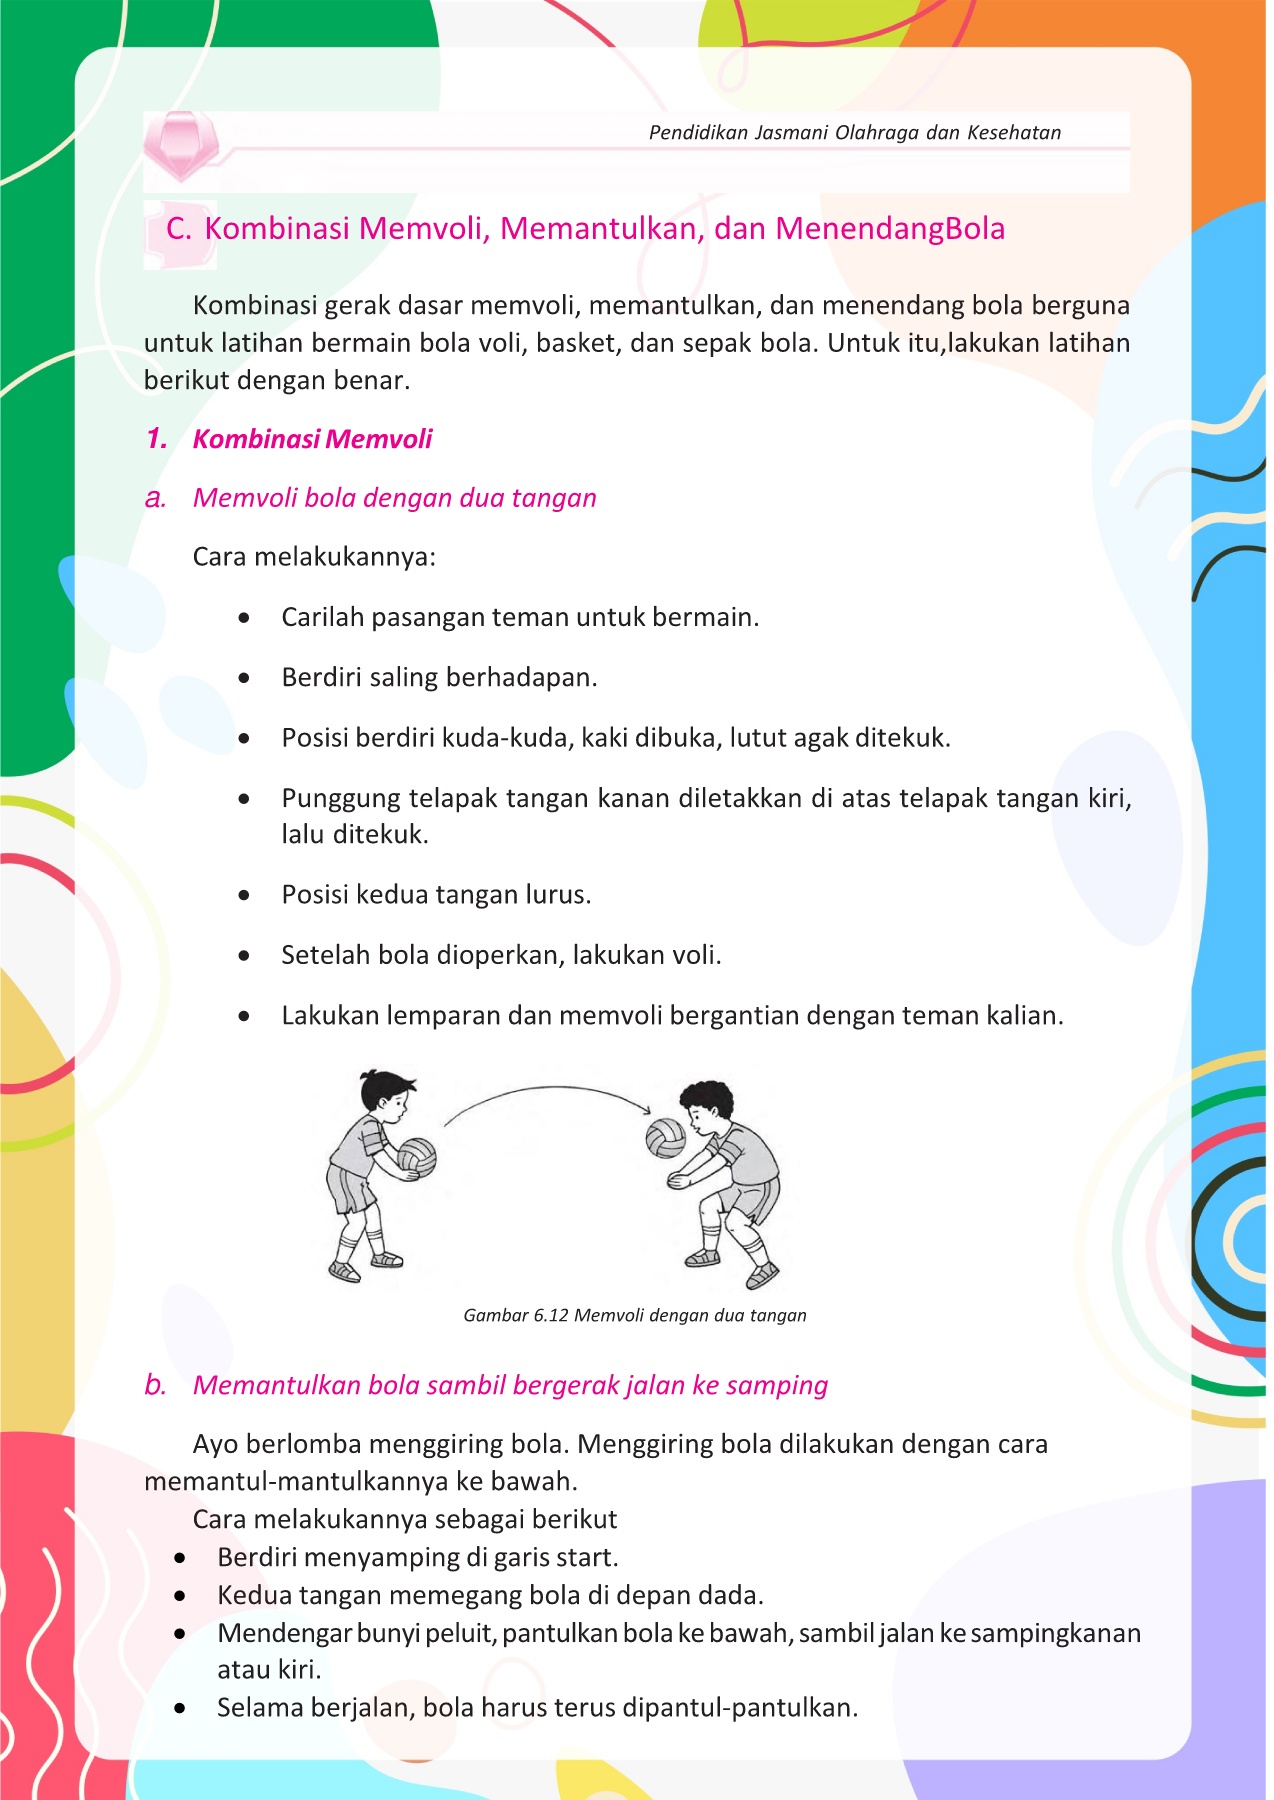 Pendidikan Jasmani Olahraga dan Kesehatan
C. Kombinasi Memvoli, Memantulkan, dan MenendangBola
Kombinasi gerak dasar memvoli, memantulkan, dan menendang bola berguna
untuk latihan bermain bola voli, basket, dan sepak bola. Untuk itu,lakukan latihan
berikut dengan benar.
1. Kombinasi Memvoli
a. Memvoli bola dengan dua tangan
Cara melakukannya:
• Carilah pasangan teman untuk bermain.
• Berdiri saling berhadapan.
• Posisi berdiri kuda-kuda, kaki dibuka, lutut agak ditekuk.
• Punggung telapak tangan kanan diletakkan di atas telapak tangan kiri,
lalu ditekuk.
• Posisi kedua tangan lurus.
• Setelah bola dioperkan, lakukan voli.
• Lakukan lemparan dan memvoli bergantian dengan teman kalian.
Gambar 6.12 Memvoli dengan dua tangan
b. Memantulkan bola sambil bergerak jalan ke samping
Ayo berlomba menggiring bola. Menggiring bola dilakukan dengan cara
memantul-mantulkannya ke bawah.
Cara melakukannya sebagai berikut
• Berdiri menyamping di garis start.
• Kedua tangan memegang bola di depan dada.
• Mendengar bunyi peluit, pantulkan bola ke bawah, sambil jalan ke sampingkanan
atau kiri.
• Selama berjalan, bola harus terus dipantul-pantulkan.